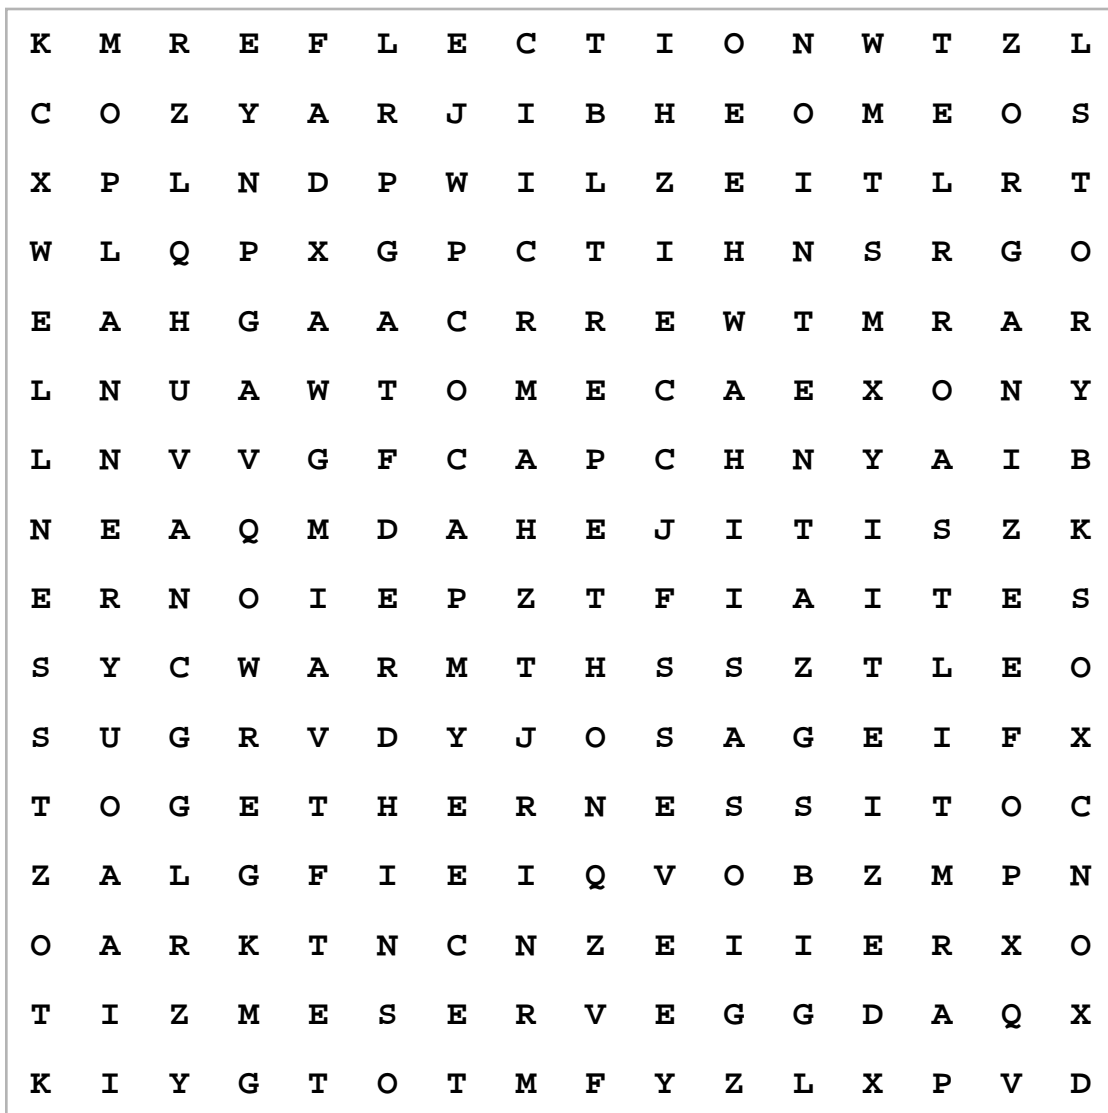 K M R E F L E C T I O N W T Z L
C O Z Y A R J I B H E O M E O S
X P L N D P W I L Z E I T L R T
W L Q P X G P C T I H N S R G O
E A H G A A C R R E W T M R A R
L N U A W T O M E C A E X O N Y
L N V V G F C A P C H N Y A I B
N E A Q M D A H E J I T I S Z K
E R N O I E P Z T F I A I T E S
S Y C W A R M T H S S Z T L E O
S U G R V D Y J O S A G E I F X
T O G E T H E R N E S S I T O C
Z A L G F I E I Q V O B Z M P N
O A R K T N C N Z E I I E R X O
T I Z M E S E R V E G G D A Q X
K I Y G T O T M F Y Z L X P V D